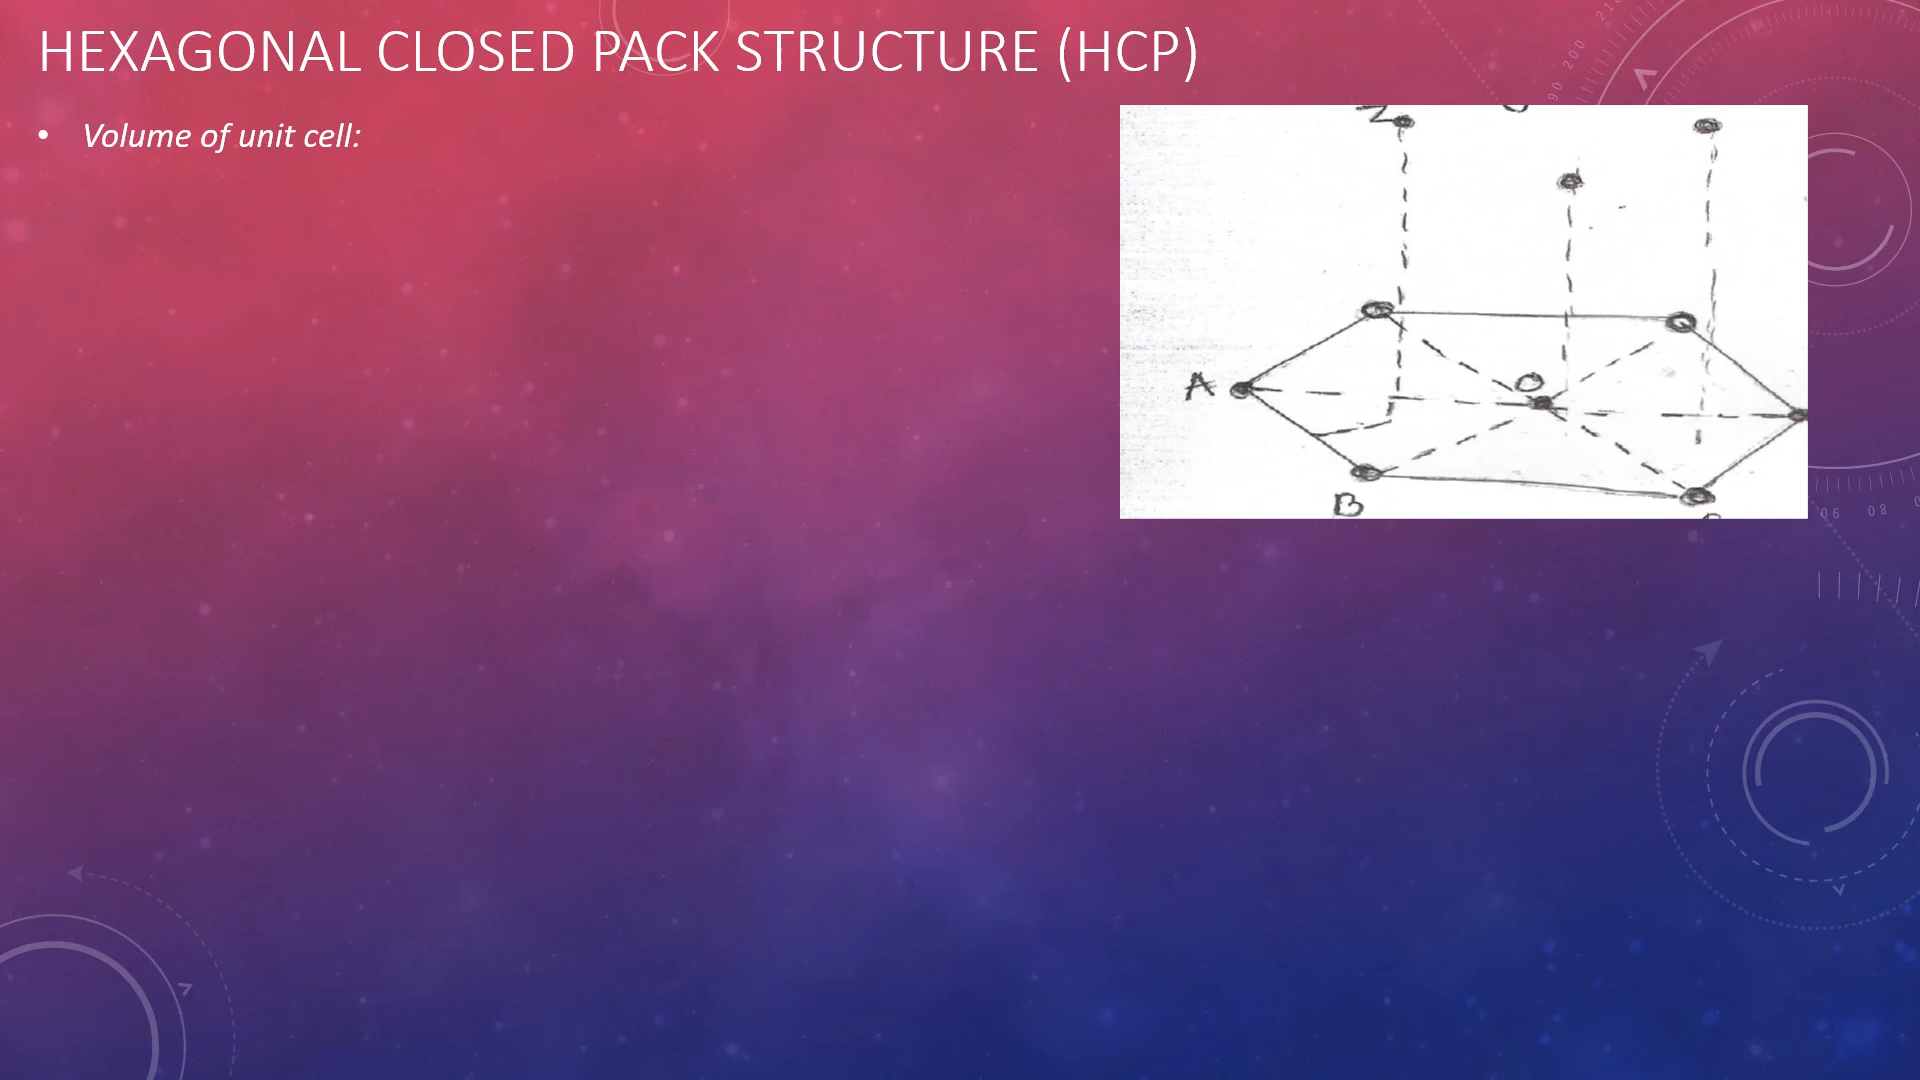 HEXAGONAL CLOSED PACK STRUCTURE (HCP)
• Volume of unit cell:
A
O
B